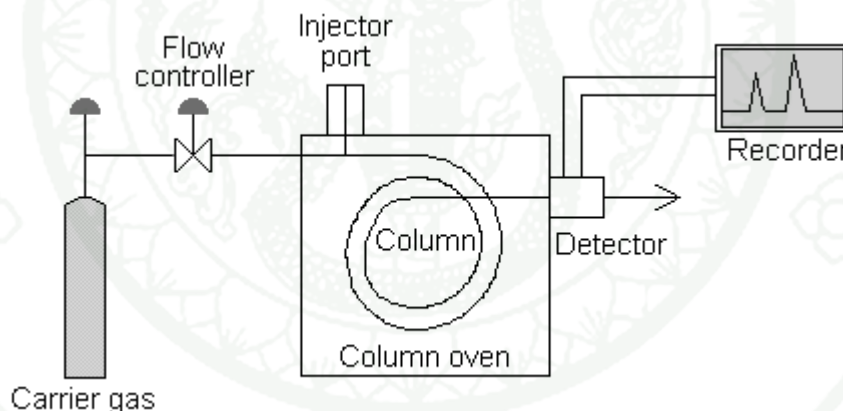 Flow
controller
Injector
port
Recorder
Column
Detector
Column oven
Carrier gas